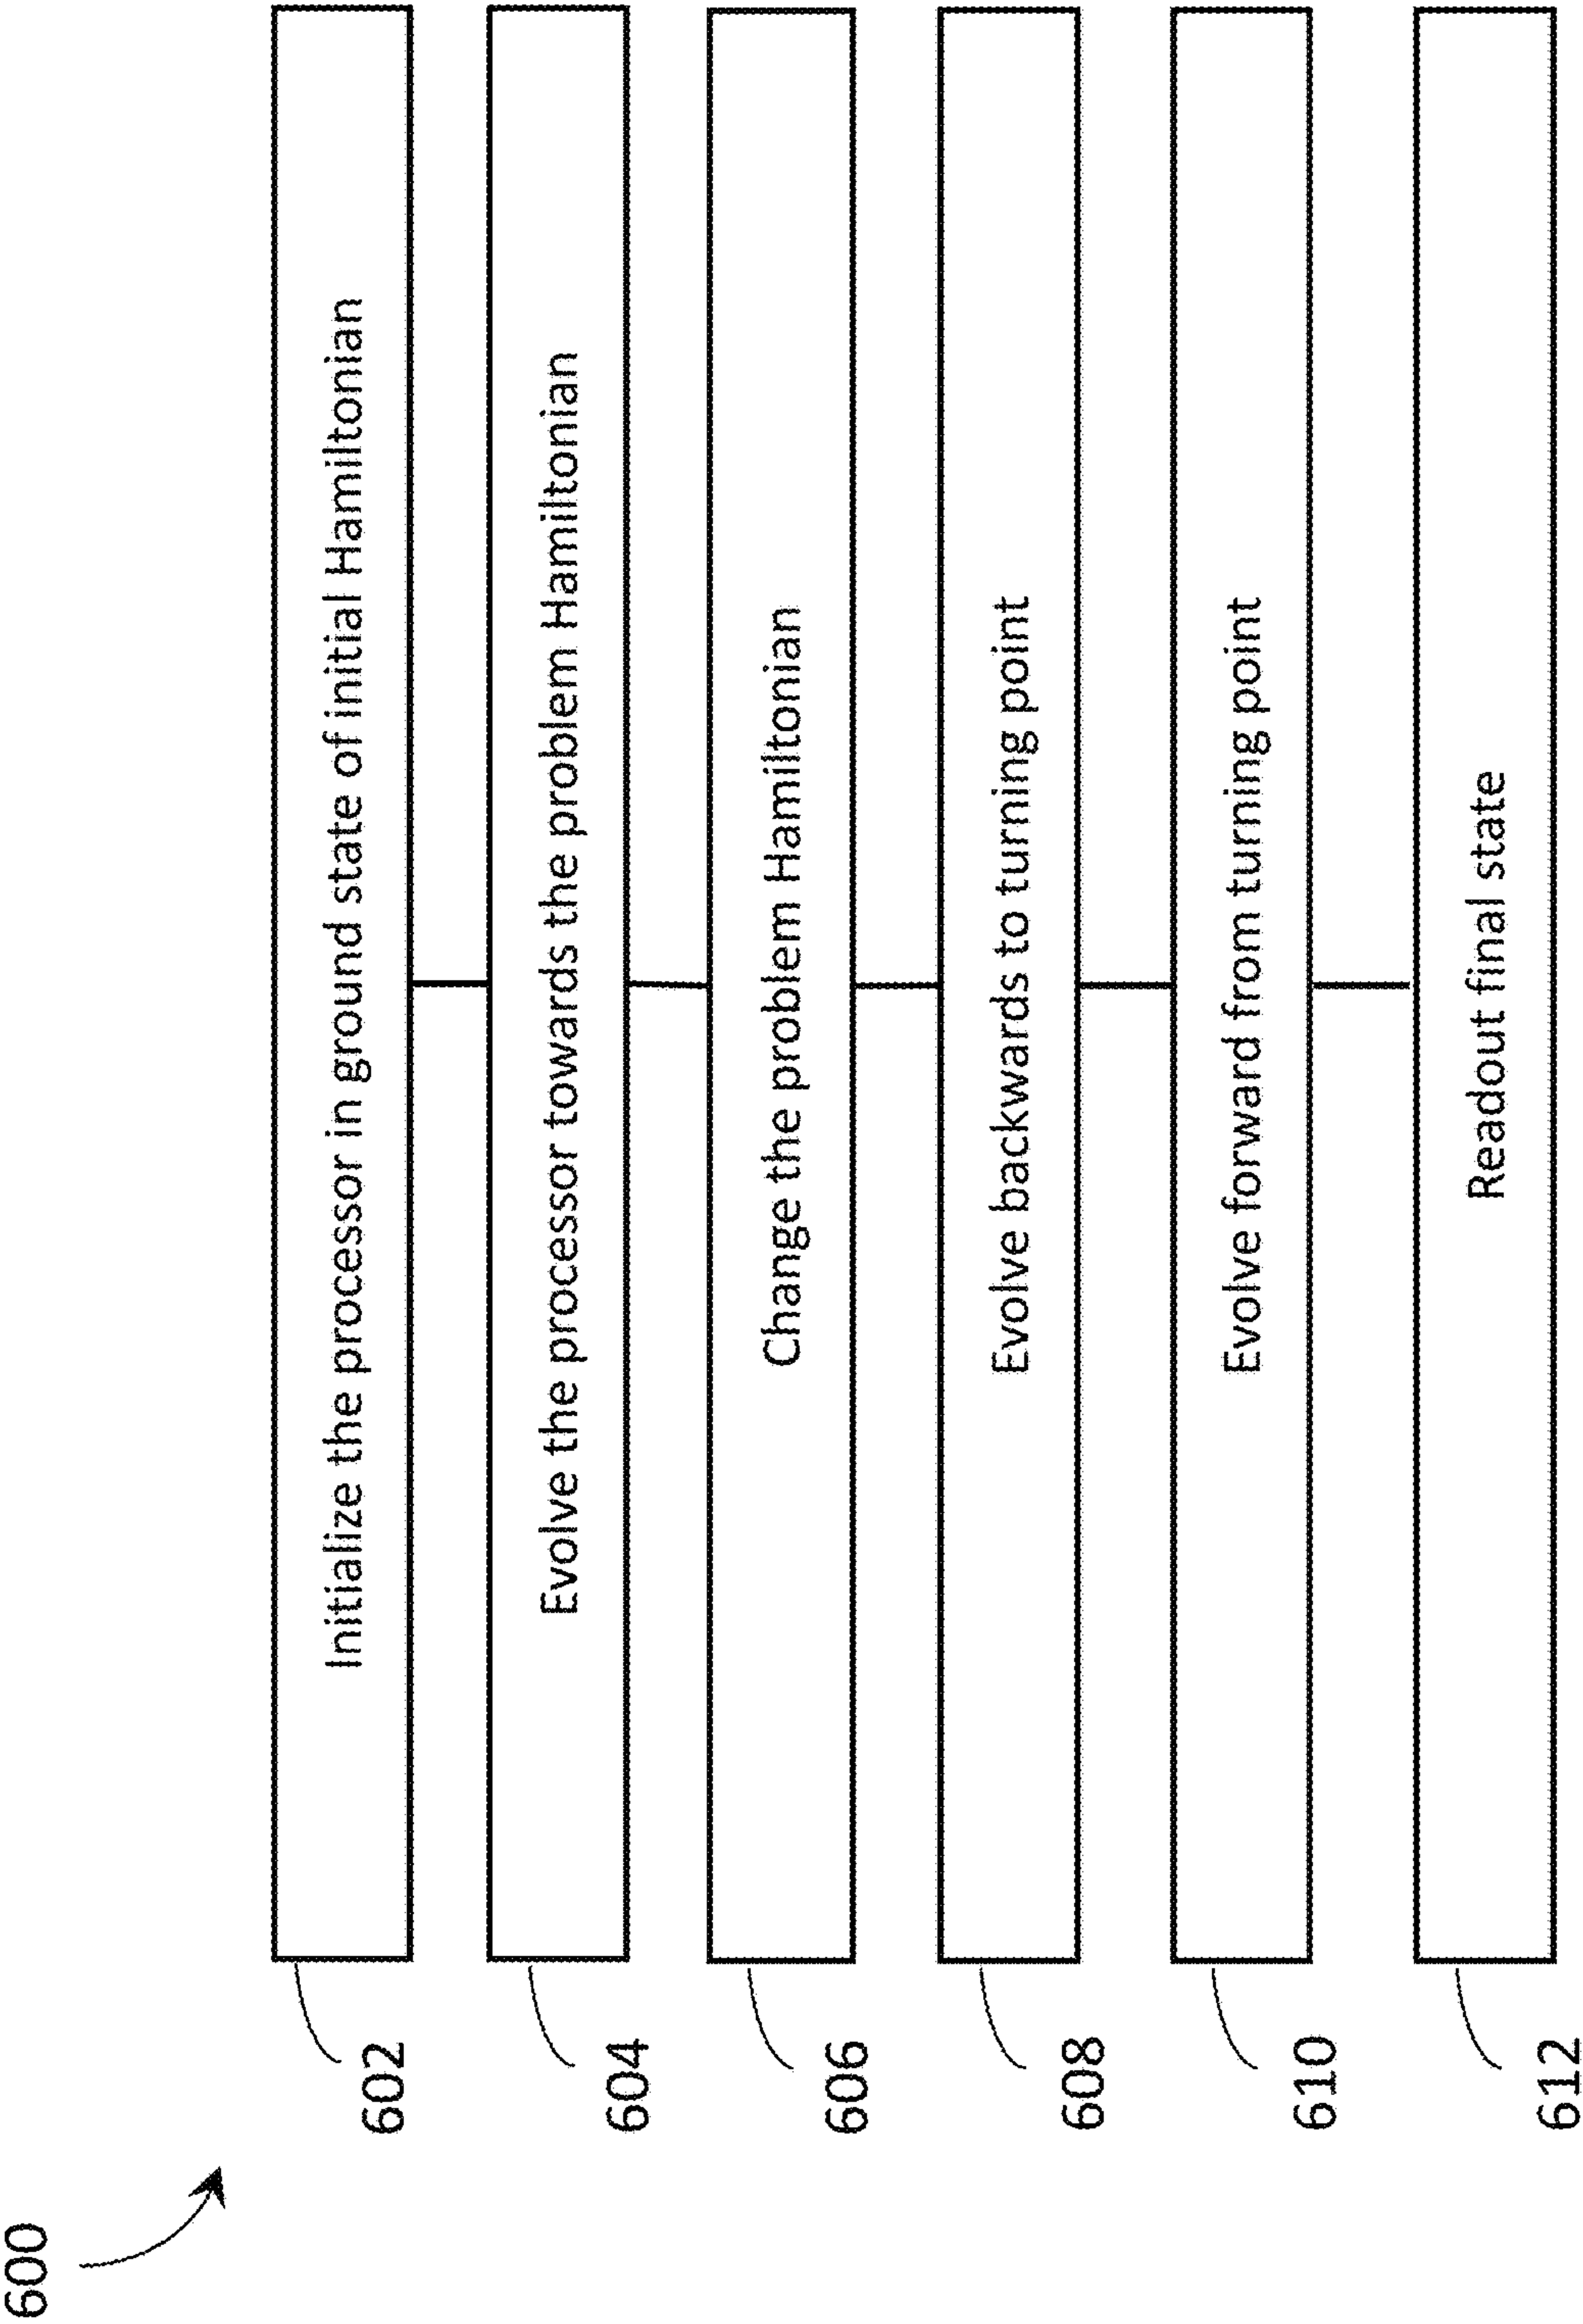 600
602
Initialize the processor in ground state of initial Hamiltonian
604
Evolve the processor towards the problem Hamiltonian
606
Change the problem Hamiltonian
608
Evolve backwards to turning point
610
Evolve forward from turning point
612
Readout final state